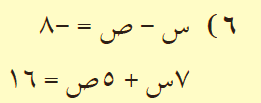 ٦) س – ص = –٨
٧س + ٥ص = ١٦